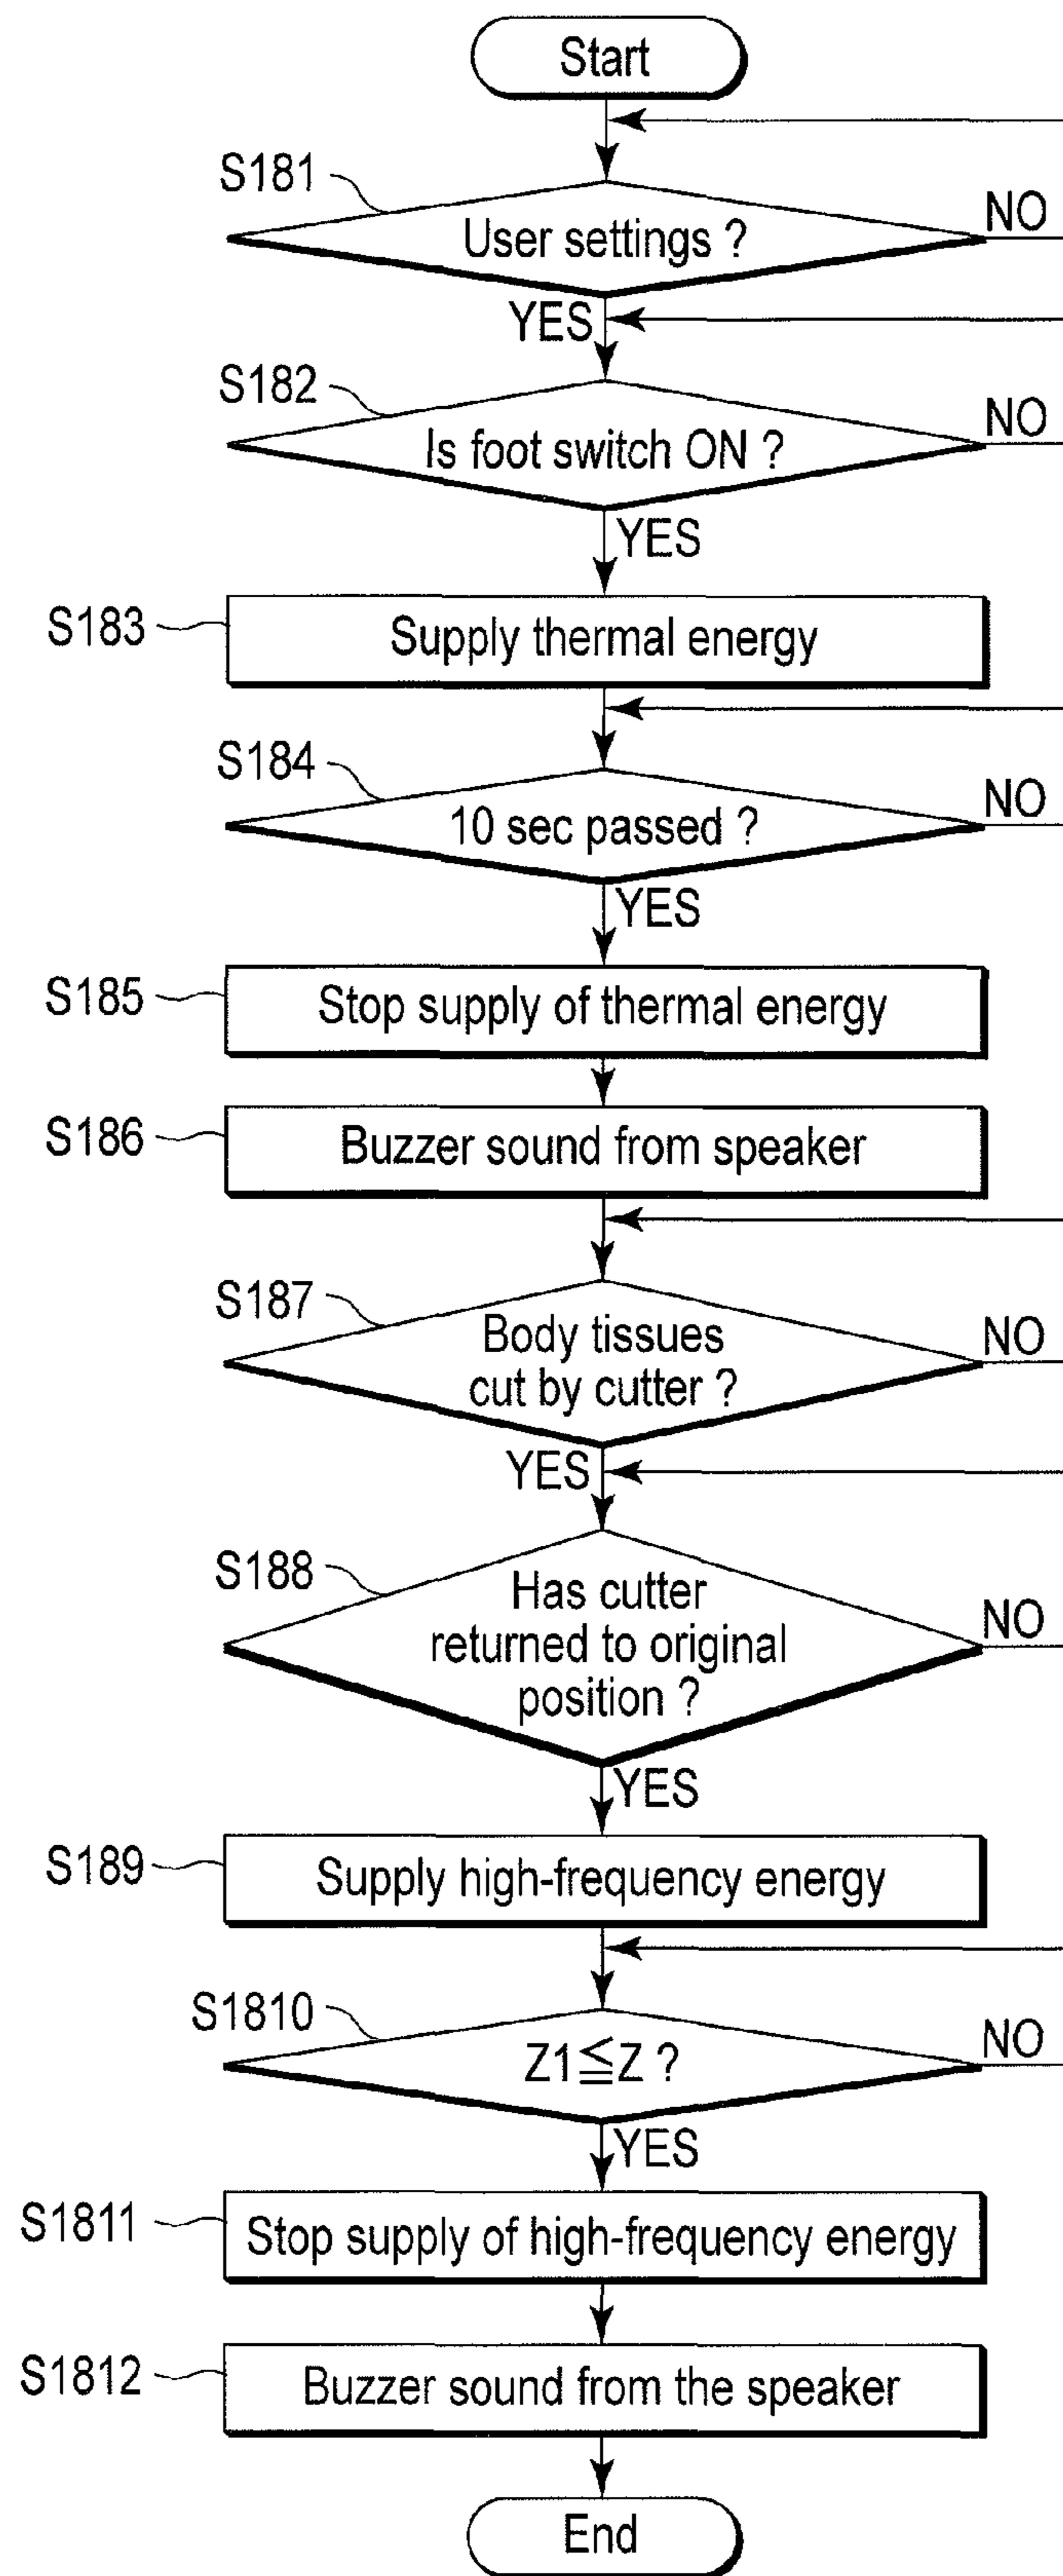 Start
S181
User settings ?
NO
YES
S182
Is foot switch ON ?
NO
YES
S183
Supply thermal energy
S184
10 sec passed ?
NO
YES
S185
Stop supply of thermal energy
S186
Buzzer sound from speaker
S187
Body tissues
cut by cutter ?
NO
YES
S188
Has cutter
returned to original
position ?
NO
YES
S189
Supply high-frequency energy
S1810
Z1≦Z ?
NO
YES
S1811
Stop supply of high-frequency energy
S1812
Buzzer sound from the speaker
End